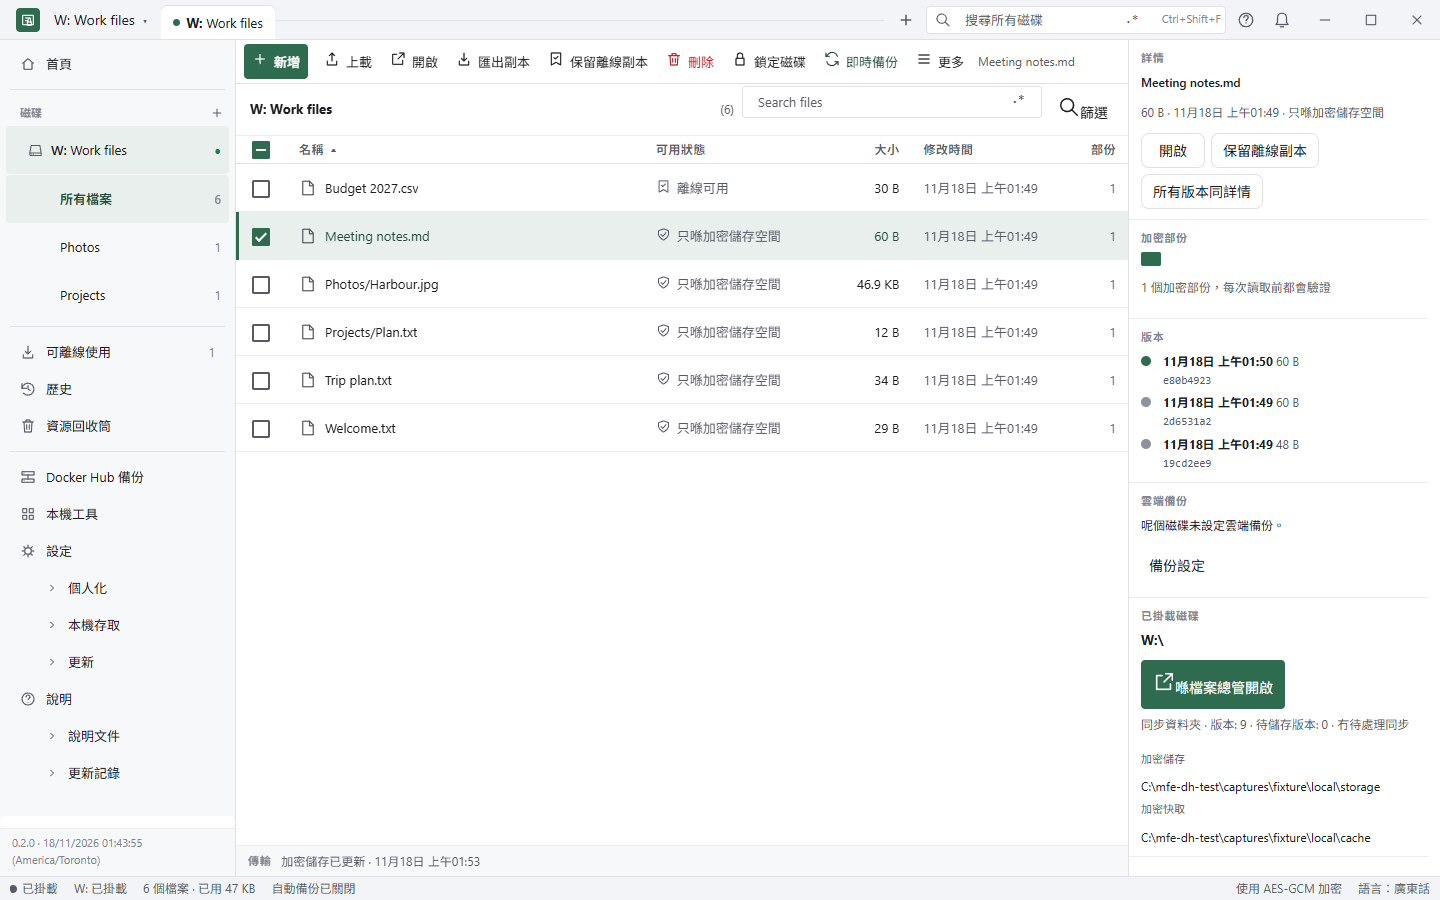 W: Work files
W: Work files
搜尋所有磁碟 .* Ctrl+Shift+F
首頁
磁碟
W: Work files
所有檔案 6
Photos 1
Projects 1
可離線使用 1
歷史
資源回收筒
Docker Hub 備份
本機工具
設定
個人化
本機存取
更新
說明
說明文件
更新記錄
0.2.0 · 18/11/2026 01:43:55
(America/Toronto)
新增 上載 開啟 匯出副本 保留離線副本 刪除 鎖定磁碟 即時備份 更多 Meeting notes.md
W: Work files (6) Search files .* 篩選
名稱 可用狀態 大小 修改時間 部份
Budget 2027.csv 離線可用 30 B 11月18日 上午01:49 1
Meeting notes.md 只喺加密儲存空間 60 B 11月18日 上午01:49 1
Photos/Harbour.jpg 只喺加密儲存空間 46.9 KB 11月18日 上午01:49 1
Projects/Plan.txt 只喺加密儲存空間 12 B 11月18日 上午01:49 1
Trip plan.txt 只喺加密儲存空間 34 B 11月18日 上午01:49 1
Welcome.txt 只喺加密儲存空間 29 B 11月18日 上午01:49 1
傳輸 加密儲存已更新 · 11月18日 上午01:53
詳情
Meeting notes.md
60 B · 11月18日 上午01:49 · 只喺加密儲存空間
開啟 保留離線副本
所有版本同詳情
加密部份
1 個加密部份，每次讀取前都會驗證
版本
11月18日 上午01:50 60 B
e80b4923
11月18日 上午01:49 60 B
2d6531a2
11月18日 上午01:49 48 B
19cd2ee9
雲端備份
呢個磁碟未設定雲端備份。
備份設定
已掛載磁碟
W:\
喺檔案總管開啟
同步資料夾 · 版本: 9 · 待儲存版本: 0 · 冇待處理同步
加密儲存
C:\mfe-dh-test\captures\fixture\local\storage
加密快取
C:\mfe-dh-test\captures\fixture\local\cache
已掛載 W: 已掛載 6 個檔案 · 已用 47 KB 自動備份已關閉 使用 AES-GCM 加密 語言：廣東話